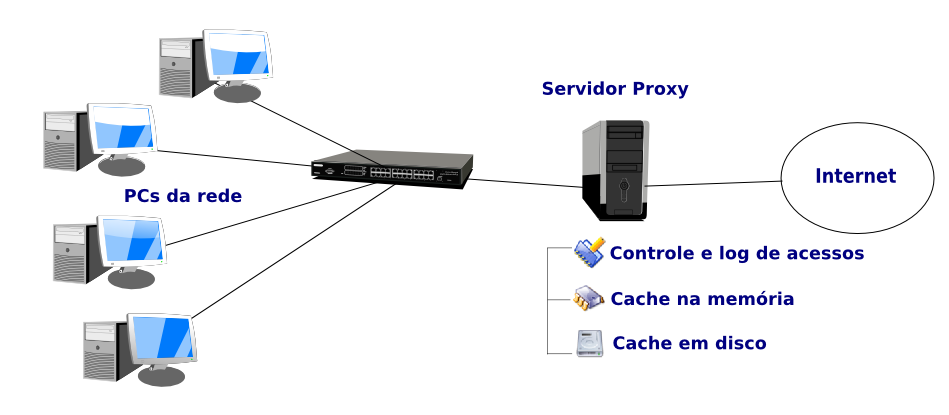 Servidor Proxy
Internet
PCs da rede
Controle e log de acessos
Cache na memória
Cache em disco